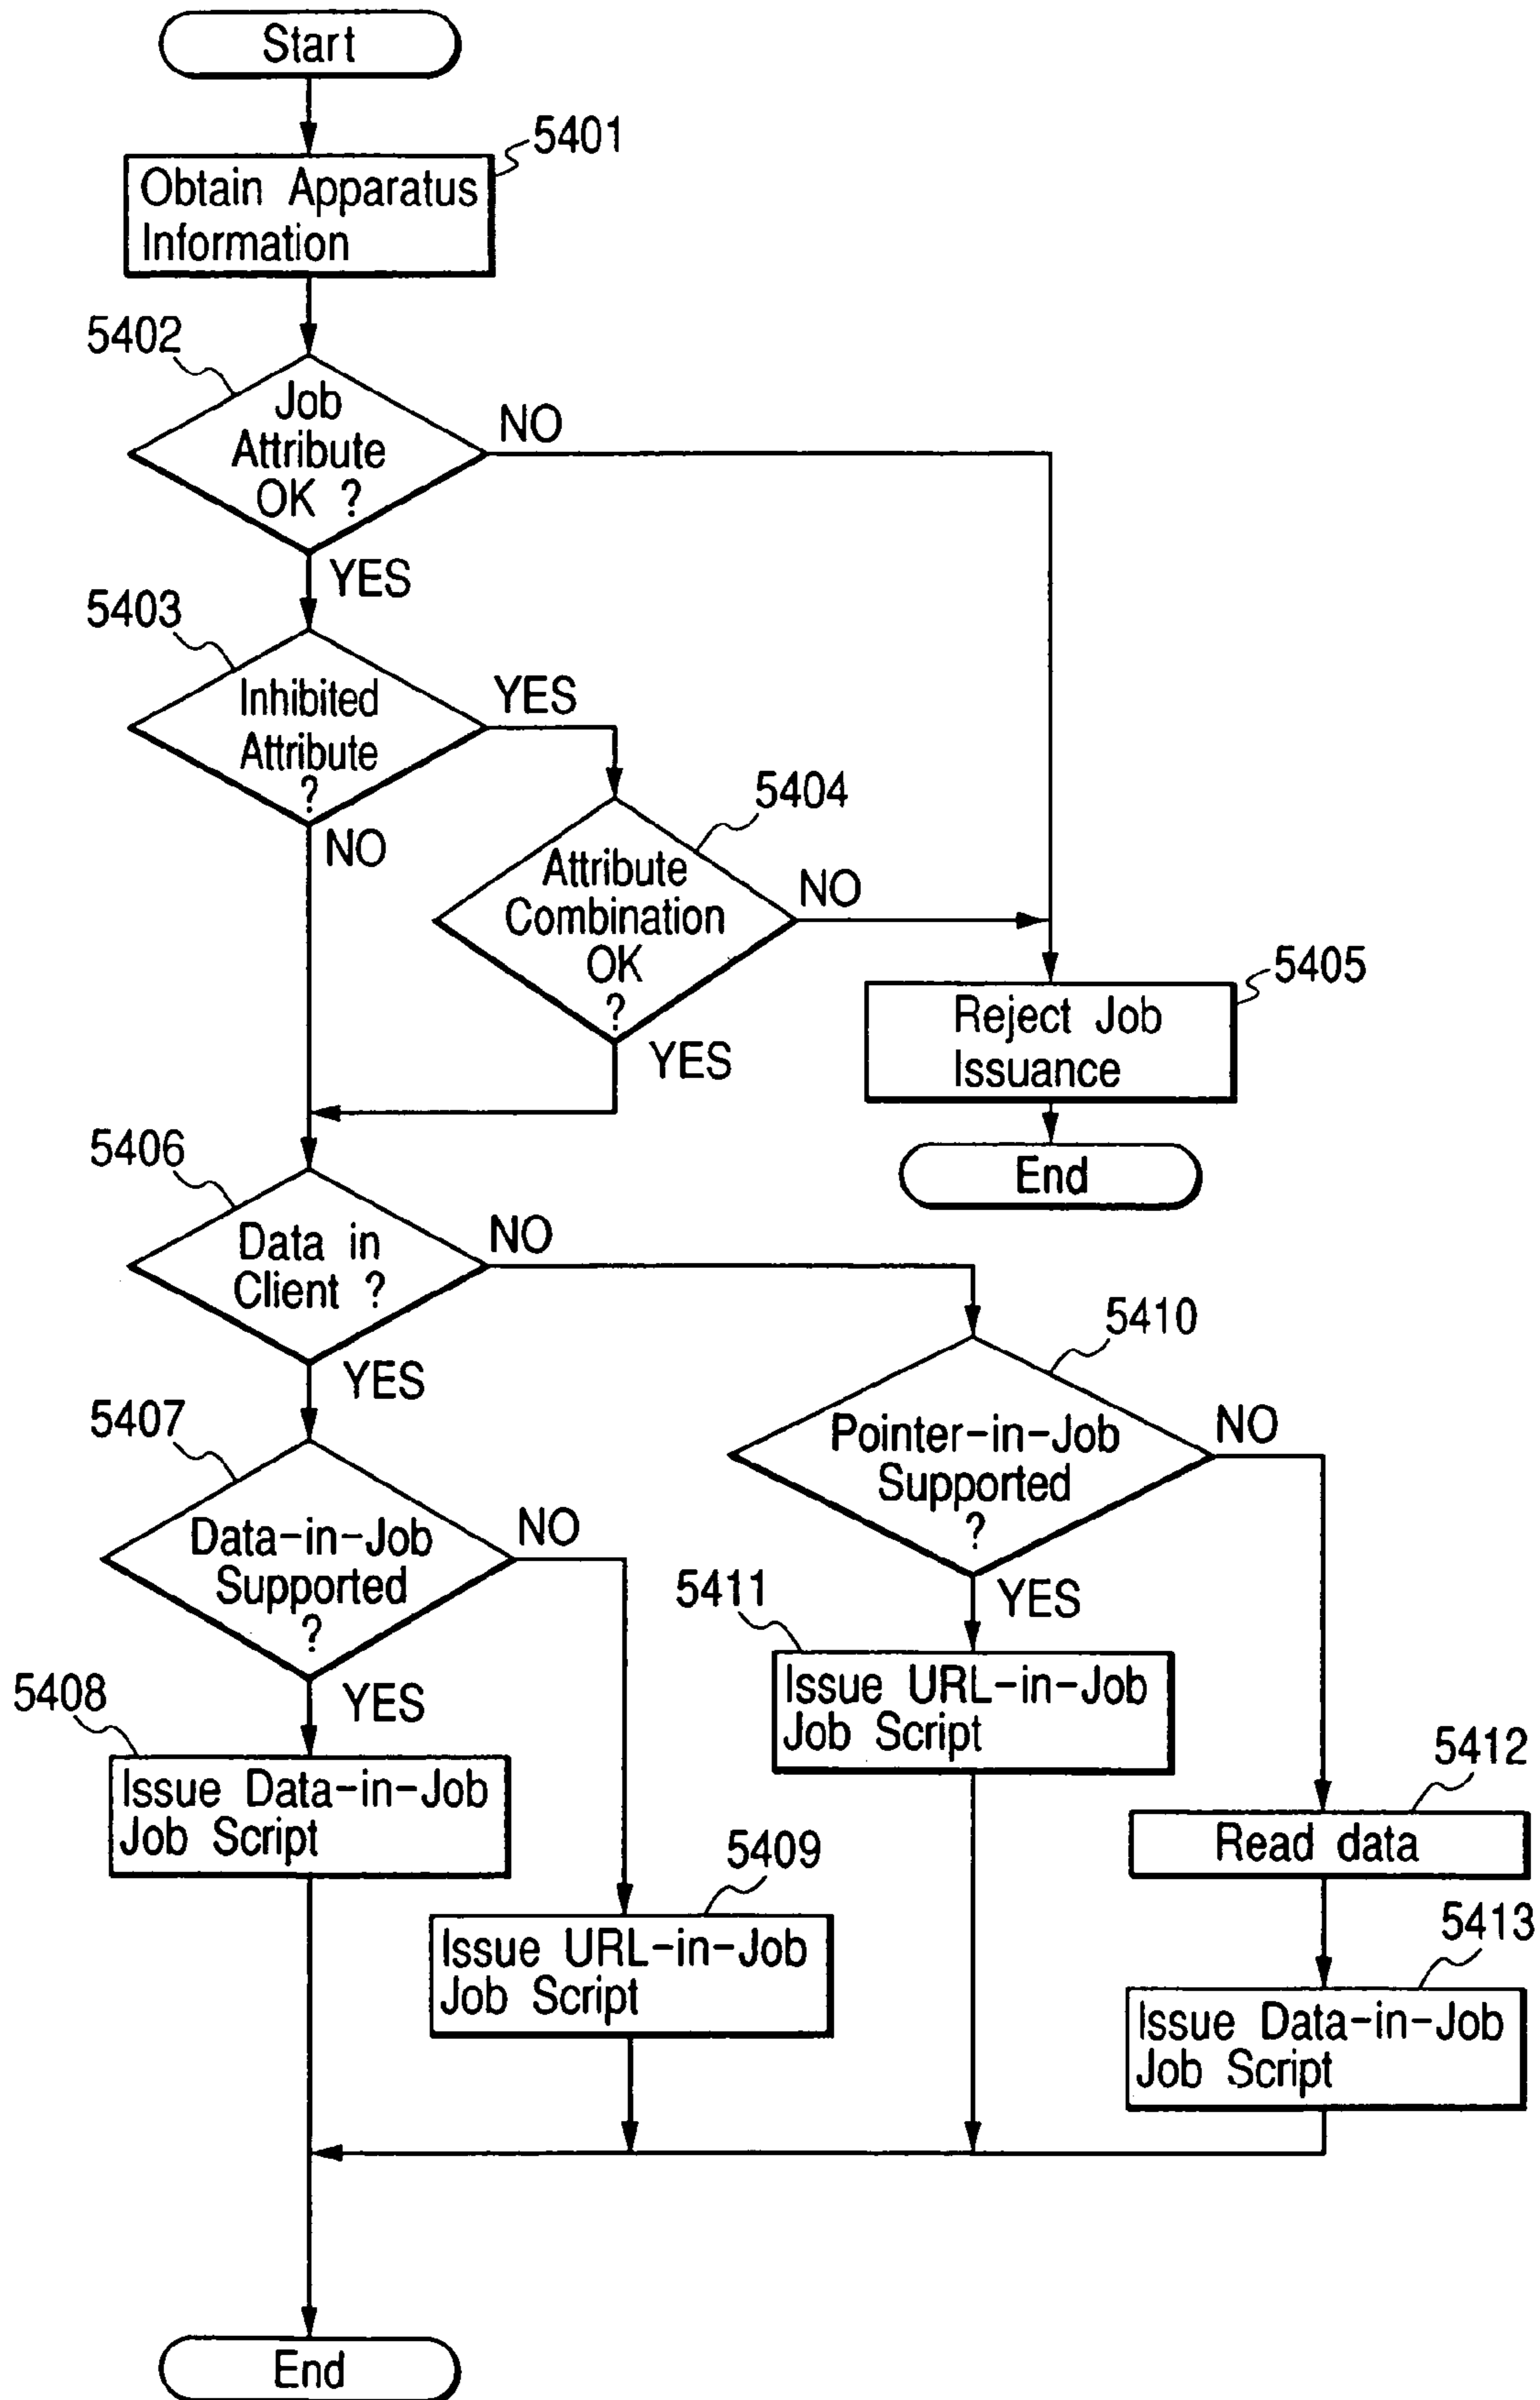 Start
5401
Obtain Apparatus
Information
5402
Job
Attribute
OK ?
NO
YES
5403
Inhibited
Attribute
?
YES
NO
5404
Attribute
Combination
OK
?
NO
YES
5405
Reject Job
Issuance
End
5406
Data in
Client ?
NO
YES
5410
Pointer-in-Job
Supported
?
NO
YES
5407
Data-in-Job
Supported
?
NO
YES
5411
Issue URL-in-Job
Job Script
5408
Issue Data-in-Job
Job Script
5412
Read data
5409
Issue URL-in-Job
Job Script
5413
Issue Data-in-Job
Job Script
End